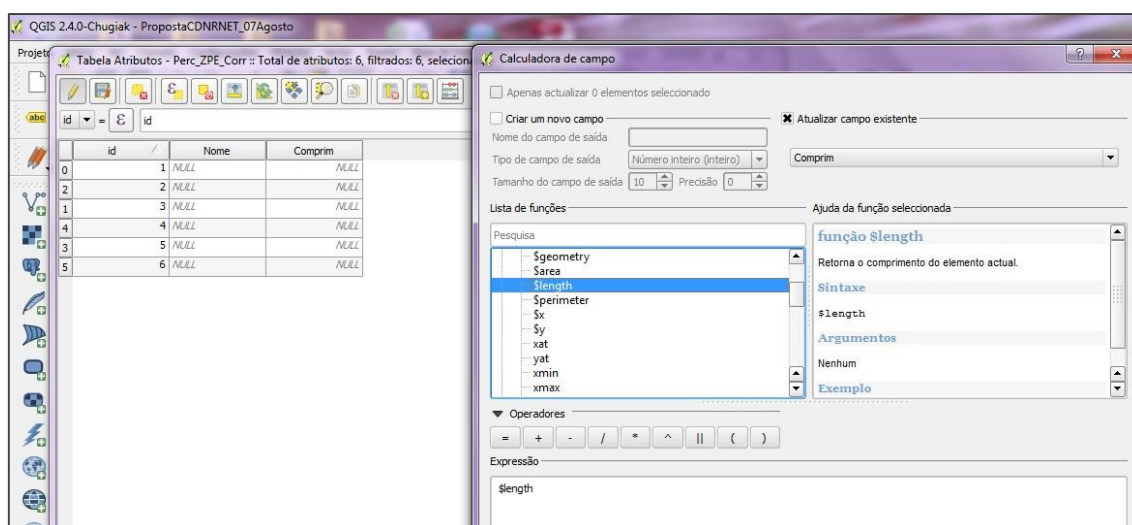 QGIS 2.4.0-Chugiak - PropostaCDNRNET_07Agosto
Tabela Atributos - Perc_ZPE_Corr :: Total de atributos: 6, filtrados: 6, selecion
abc
id = ε id
id Nome Comprim
0 1 NULL NULL
2 2 NULL NULL
1 3 NULL NULL
4 4 NULL NULL
3 5 NULL NULL
5 6 NULL NULL
Calculadora de campo
Apenas actualizar 0 elementos seleccionado
Criar um novo campo
Nome do campo de saída
Tipo de campo de saída Número inteiro (inteiro)
Tamanho do campo de saída 10 Precisão 0
Atualizar campo existente
Comprim
Lista de funções
Pesquisa
$geometry
$area
$length
$perimeter
$x
$y
xat
yat
xmin
xmax
Ajuda da função seleccionada
função $length
Retorna o comprimento do elemento actual.
Sintaxe
$length
Argumentos
Nenhum
Exemplo
Operadores
= + - / * ^ || ( )
Expressão
$length